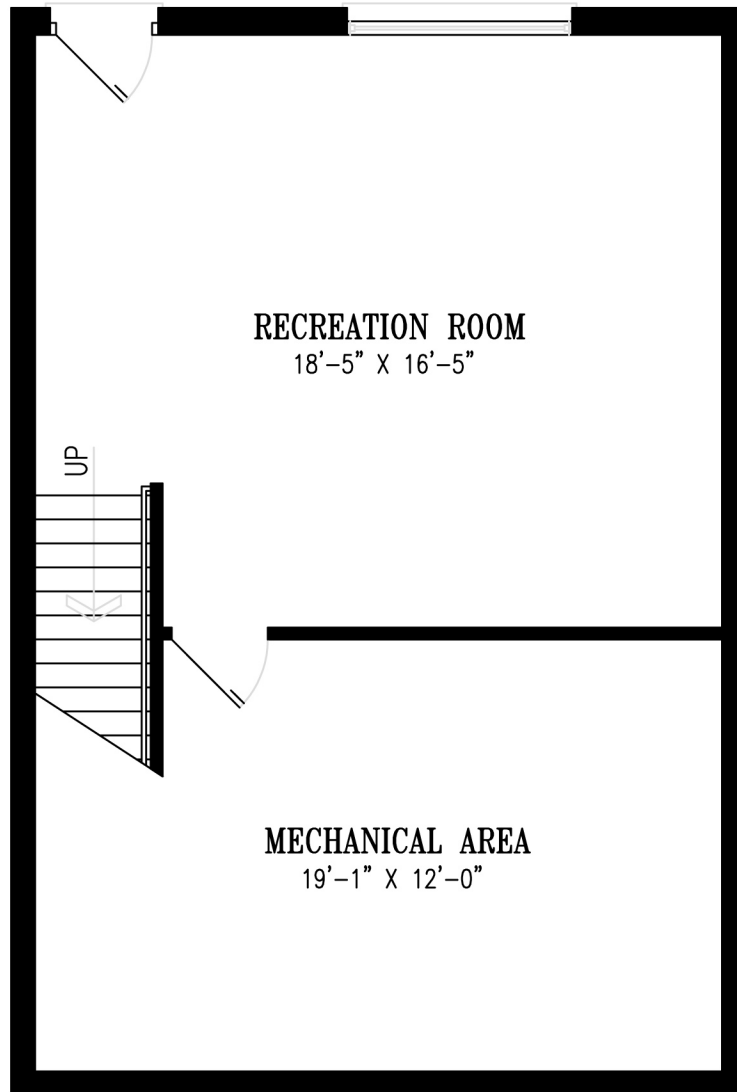 RECREATION ROOM
18'-5" X 16'-5"
UP
MECHANICAL AREA
19'-1" X 12'-0"